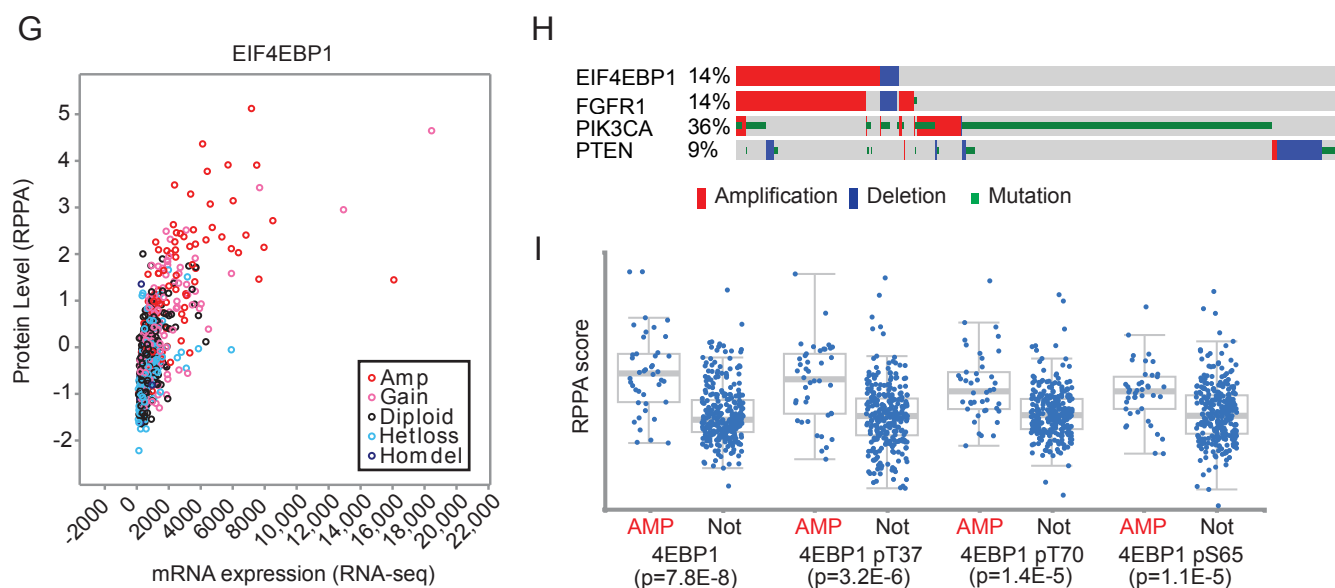 G
EIF4EBP1
Protein Level (RPPA)
5
4
3
2
1
0
-1
-2
-2000
0
2000
4000
6000
8000
10,000
12,000
14,000
16,000
18,000
20,000
22,000
mRNA expression (RNA-seq)
Amp
Gain
Diploid
Hetloss
Homdel
H
EIF4EBP1 14%
FGFR1 14%
PIK3CA 36%
PTEN 9%
Amplification Deletion Mutation
I
RPPA score
AMP Not AMP Not AMP Not AMP Not
4EBP1 4EBP1 pT37 4EBP1 pT70 4EBP1 pS65
(p=7.8E-8) (p=3.2E-6) (p=1.4E-5) (p=1.1E-5)